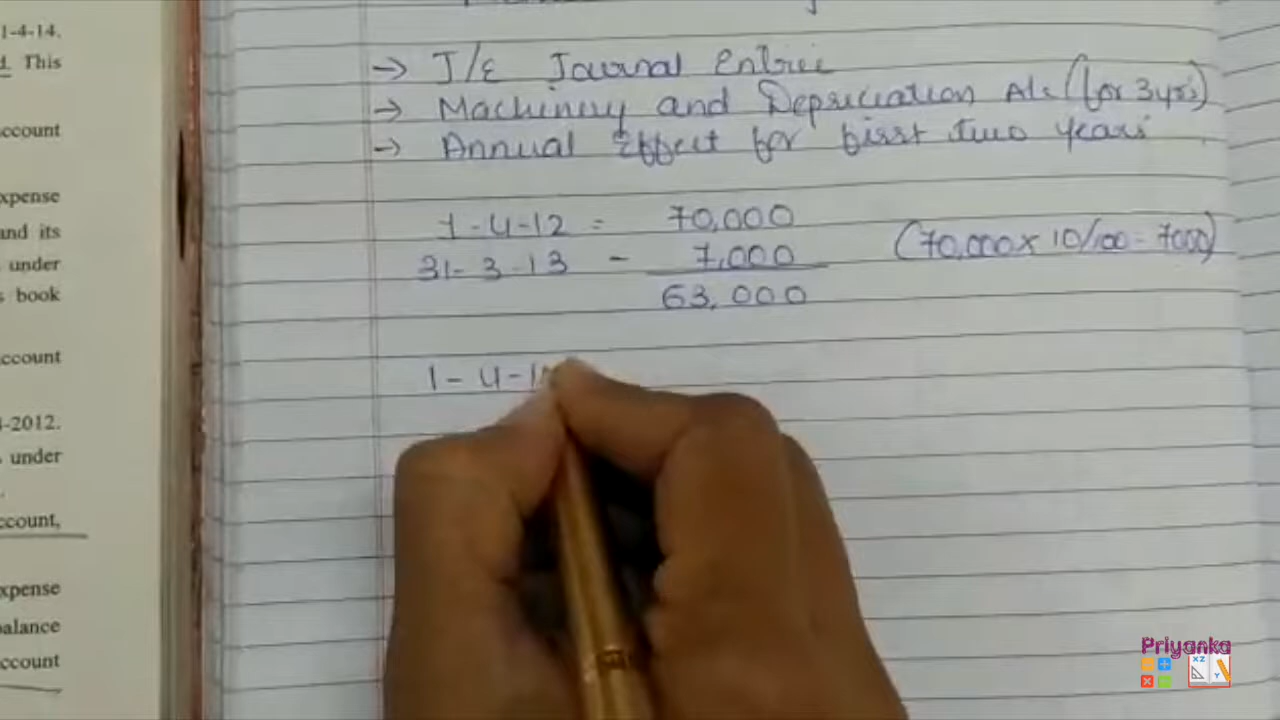 1-4-14.
d. This
ccount
xpense
and its
under
s book
ccount
-2012.
under
ccount,
xpense
balance
ccount
→ J/E Journal Entries
→ Machinery and Depreciation A/c (for 3 yrs)
→ Annual Effect for first two years
1-4-12 = 70,000
31-3-13 - 7,000 (70,000 x 10/100 = 7000)
63,000
1-4-1
Priyanka